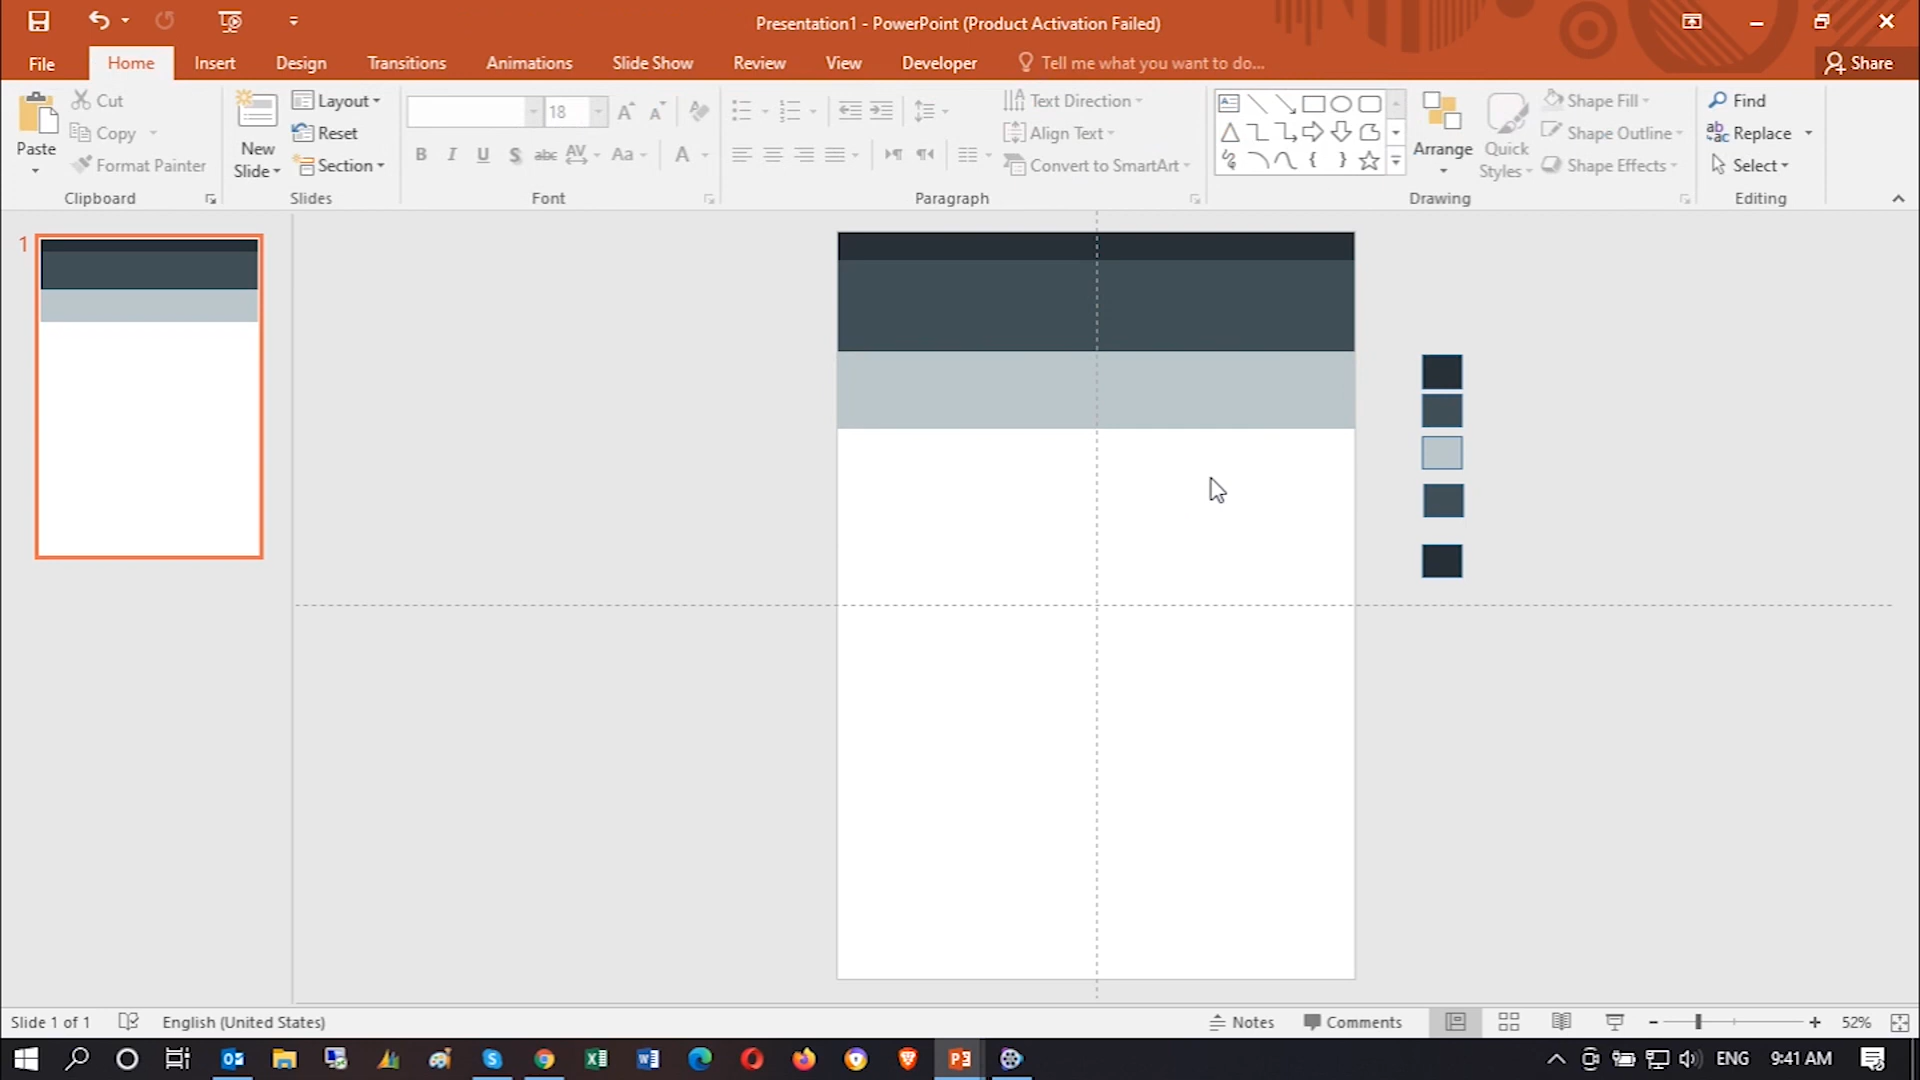 Presentation1 - PowerPoint (Product Activation Failed)
File Home Insert Design Transitions Animations Slide Show Review View Developer Tell me what you want to do... Share
Paste
Cut
Copy
Format Painter
Clipboard
New Slide
Layout
Reset
Section
Slides
18
B I U S abc AV Aa A
Font
Text Direction
Align Text
Convert to SmartArt
Paragraph
Arrange
Quick Styles
Shape Fill
Shape Outline
Shape Effects
Drawing
Find
Replace
Select
Editing
1
Slide 1 of 1 English (United States) Notes Comments 52%
ENG 9:41 AM